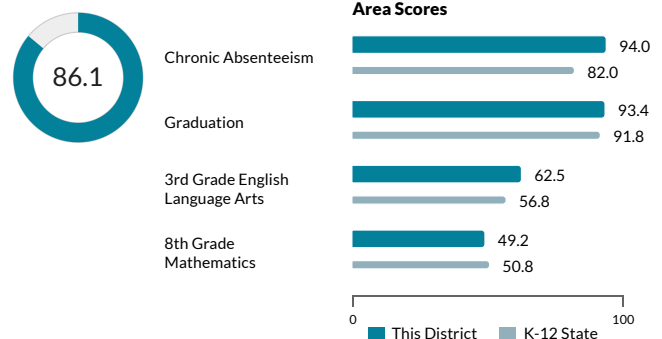 Area Scores
86.1
Chronic Absenteeism
94.0
82.0
Graduation
93.4
91.8
3rd Grade English
Language Arts
62.5
56.8
8th Grade
Mathematics
49.2
50.8
0
100
This District
K-12 State